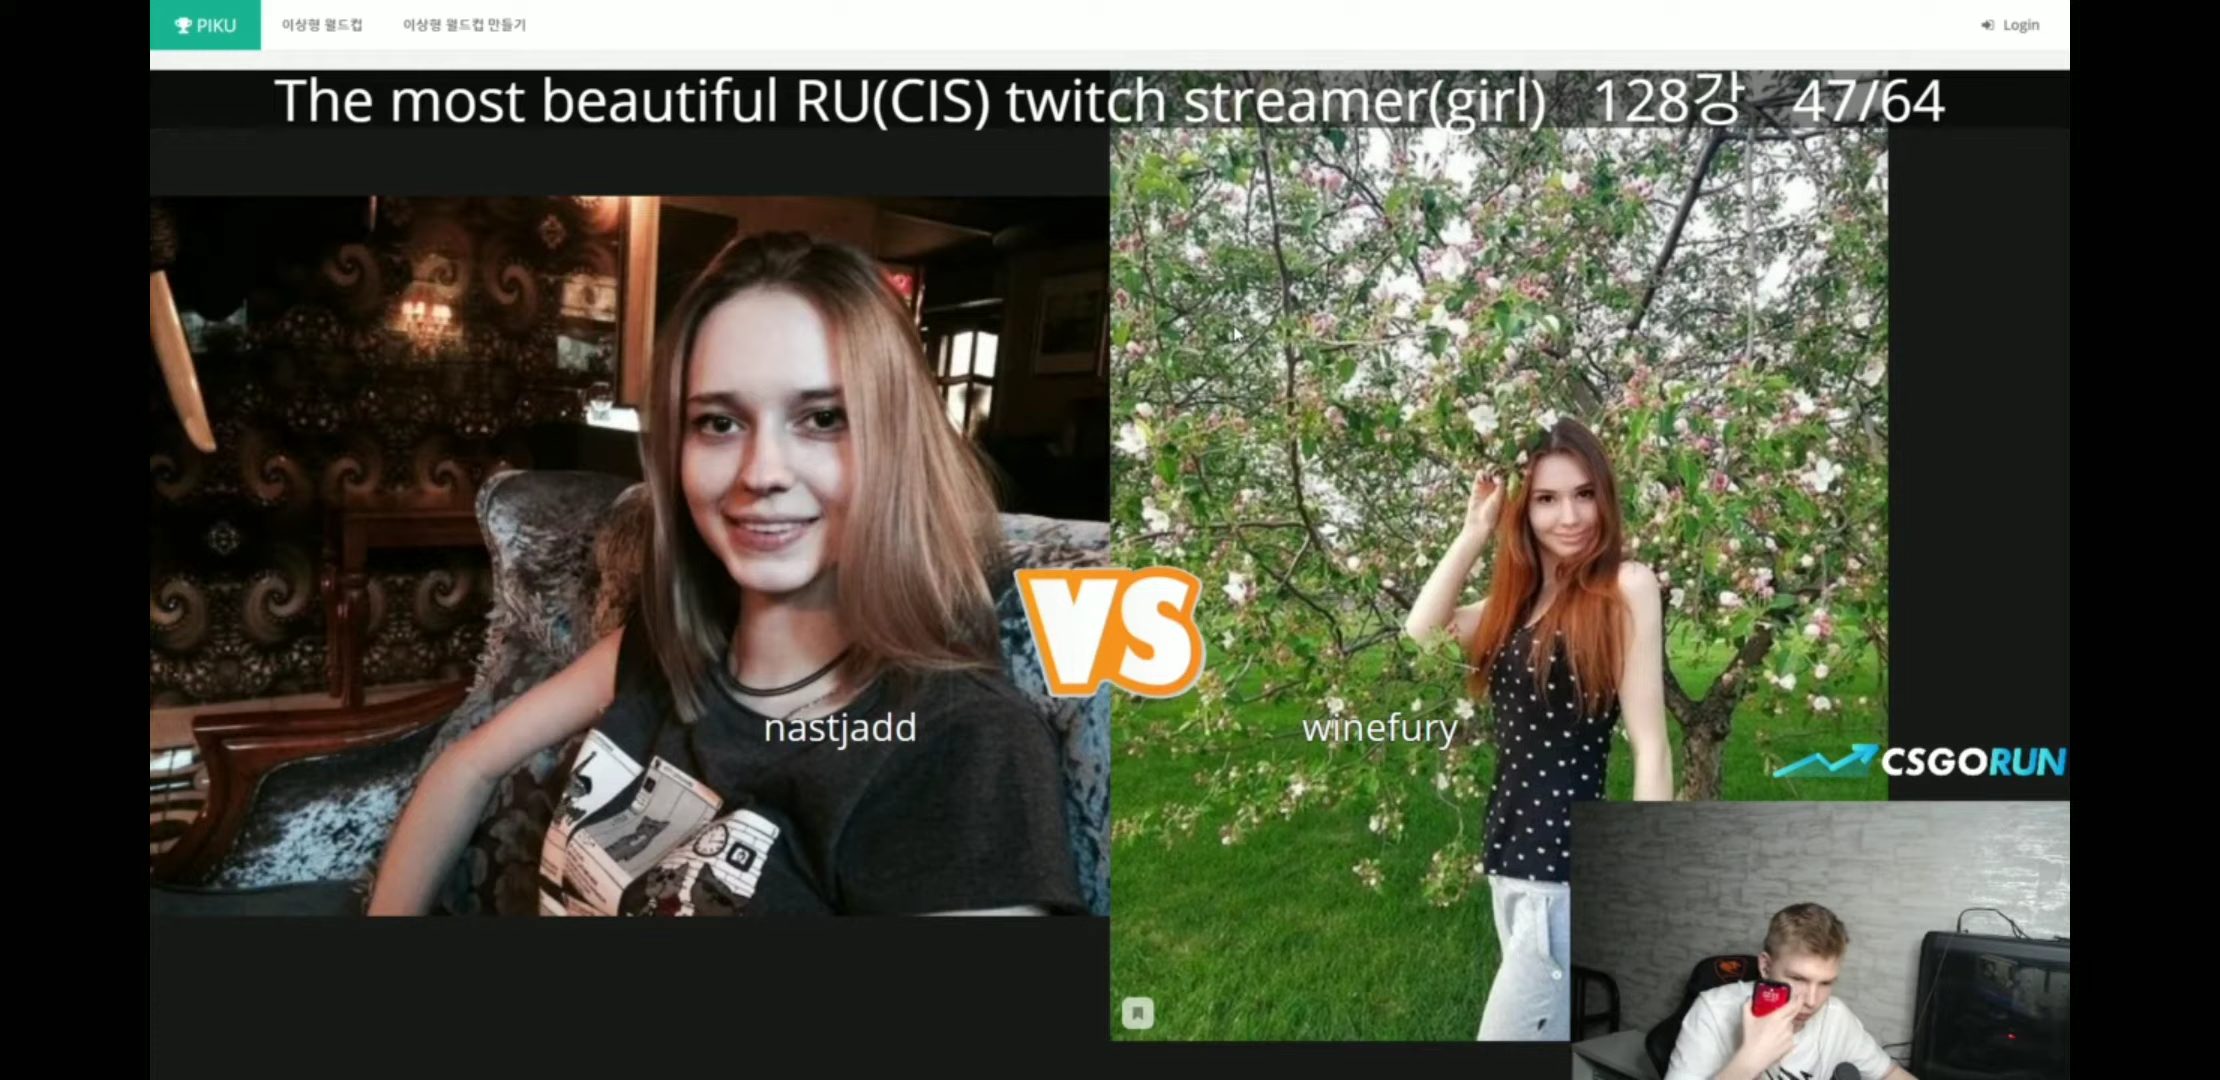 PIKU 이상형 월드컵 이상형 월드컵 만들기 Login
The most beautiful RU(CIS) twitch streamer(girl) 128강 47/64
VS
nastjadd
winefury
CSGORUN